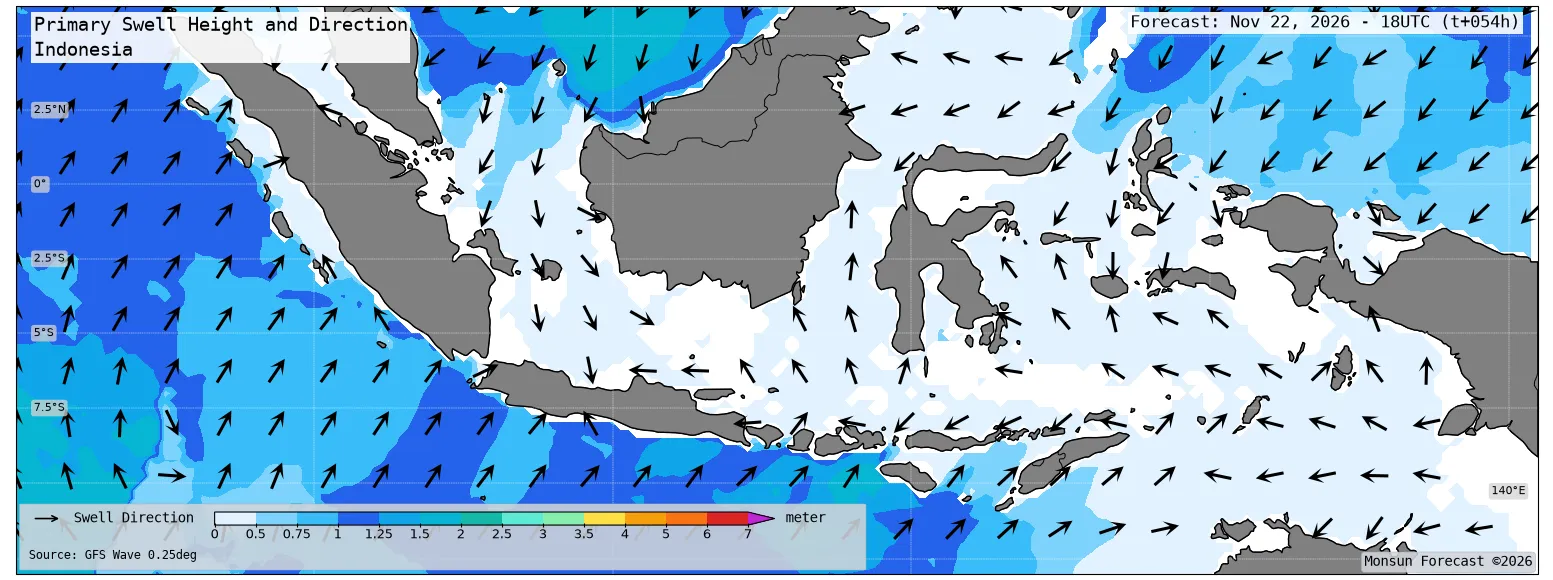 Primary Swell Height and Direction
Indonesia
Forecast: Nov 22, 2026 - 18UTC (t+054h)
2.5°N
0°
2.5°S
5°S
7.5°S
140°E
Swell Direction
0 0.5 0.75 1 1.25 1.5 2 2.5 3 3.5 4 5 6 7
meter
Source: GFS Wave 0.25deg
Monsun Forecast ©2026